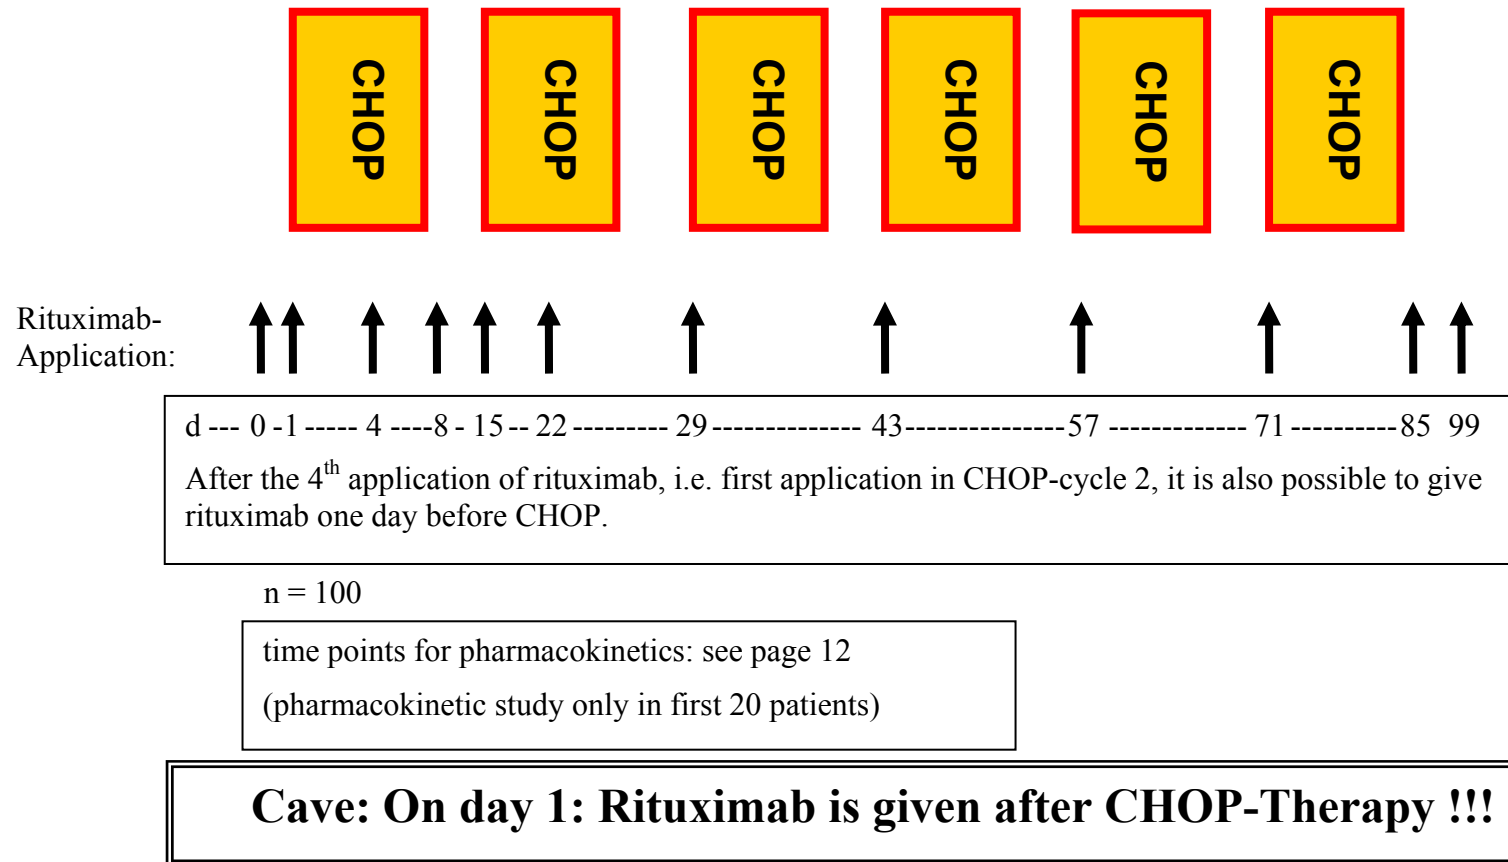 CHOP CHOP CHOP CHOP CHOP CHOP
Rituximab-
Application:
d --- 0 -1 ----- 4 ----8 - 15-- 22 --------- 29-------------- 43---------------57 ------------- 71 ----------85 99
After the 4th application of rituximab, i.e. first application in CHOP-cycle 2, it is also possible to give
rituximab one day before CHOP.
n = 100
time points for pharmacokinetics: see page 12
(pharmacokinetic study only in first 20 patients)
Cave: On day 1: Rituximab is given after CHOP-Therapy !!!